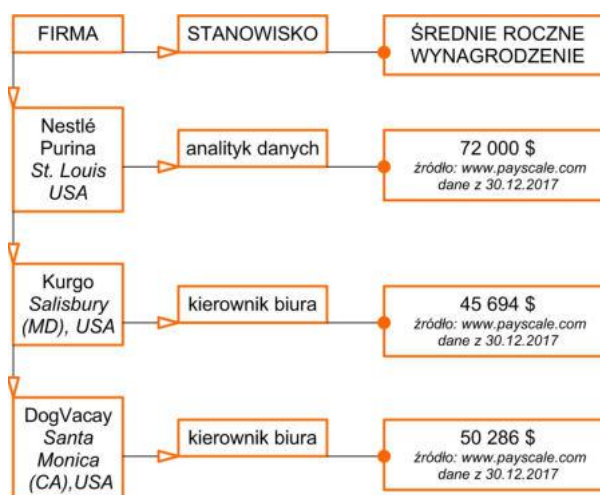 FIRMA
STANOWISKO
ŚREDNIE ROCZNE
WYNAGRODZENIE
Nestlé
Purina
St. Louis
USA
analityk danych
72 000 $
źródło: www.payscale.com
dane z 30.12.2017
Kurgo
Salisbury
(MD), USA
kierownik biura
45 694 $
źródło: www.payscale.com
dane z 30.12.2017
DogVacay
Santa
Monica
(CA),USA
kierownik biura
50 286 $
źródło: www.payscale.com
dane z 30.12.2017